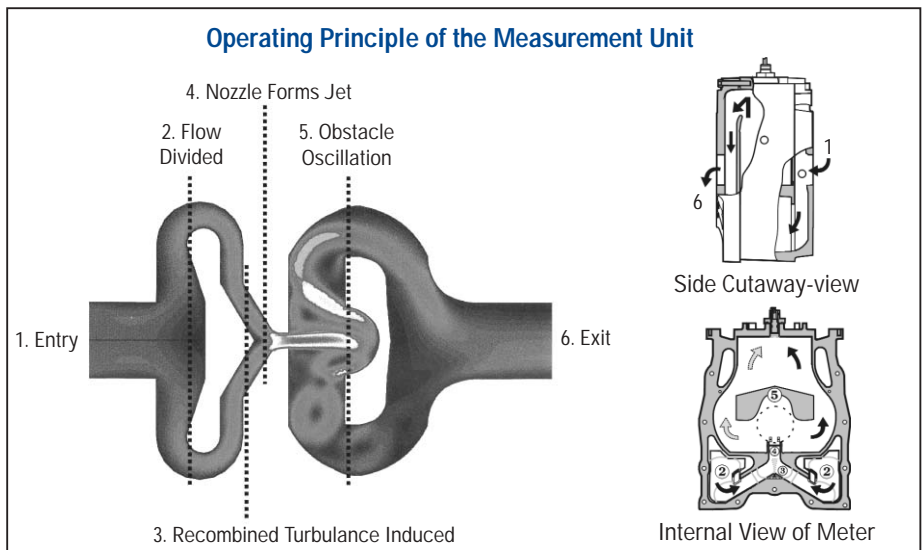 Operating Principle of the Measurement Unit
4. Nozzle Forms Jet
2. Flow
Divided
5. Obstacle
Oscillation
1. Entry
6. Exit
3. Recombined Turbulance Induced
1
6
Side Cutaway-view
5
4
3
2
2
Internal View of Meter